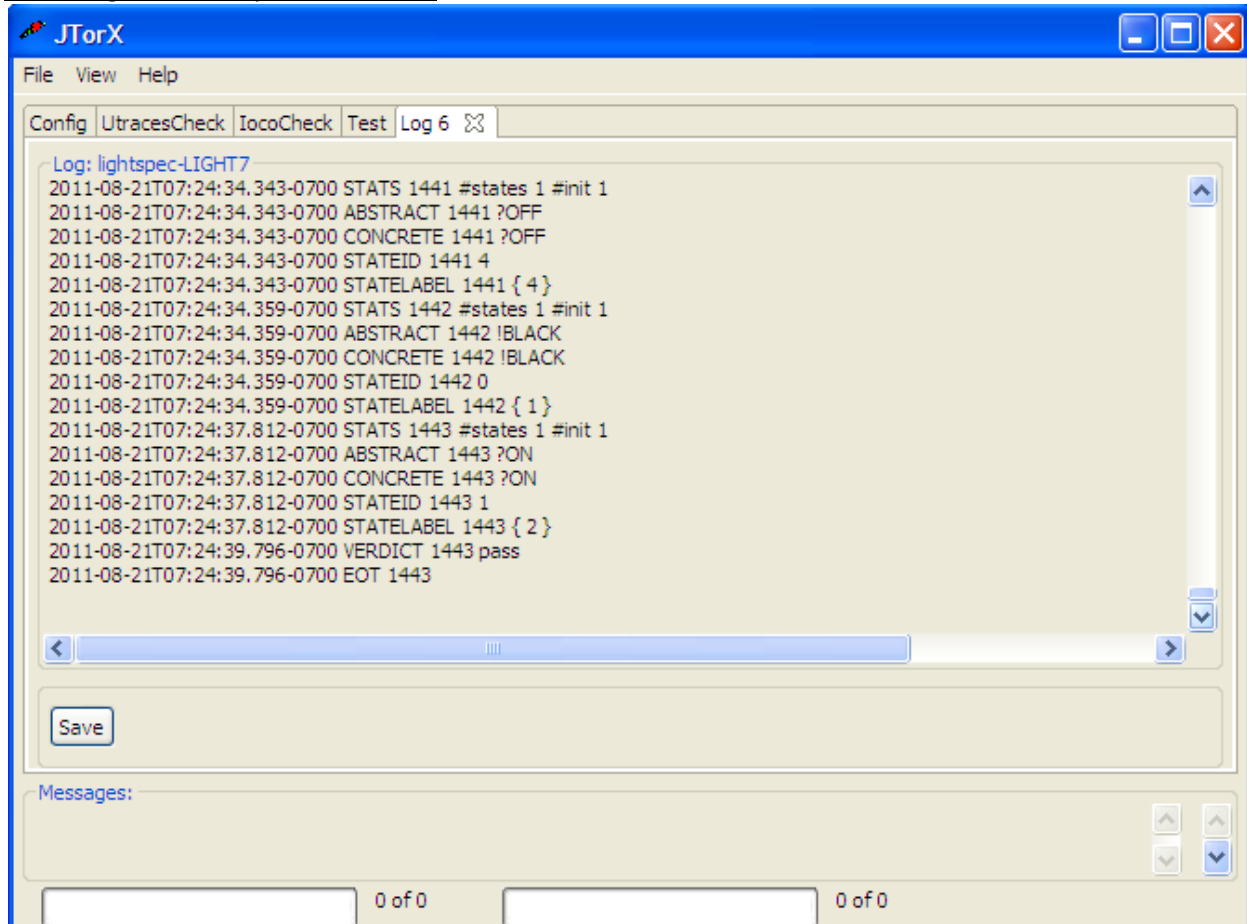 JTorX
File View Help
Config UtracesCheck IocoCheck Test Log 6
Log: lightspec-LIGHT7
2011-08-21T07:24:34.343-0700 STATS 1441 #states 1 #init 1
2011-08-21T07:24:34.343-0700 ABSTRACT 1441 ?OFF
2011-08-21T07:24:34.343-0700 CONCRETE 1441 ?OFF
2011-08-21T07:24:34.343-0700 STATEID 1441 4
2011-08-21T07:24:34.343-0700 STATELABEL 1441 { 4 }
2011-08-21T07:24:34.359-0700 STATS 1442 #states 1 #init 1
2011-08-21T07:24:34.359-0700 ABSTRACT 1442 !BLACK
2011-08-21T07:24:34.359-0700 CONCRETE 1442 !BLACK
2011-08-21T07:24:34.359-0700 STATEID 1442 0
2011-08-21T07:24:34.359-0700 STATELABEL 1442 { 1 }
2011-08-21T07:24:37.812-0700 STATS 1443 #states 1 #init 1
2011-08-21T07:24:37.812-0700 ABSTRACT 1443 ?ON
2011-08-21T07:24:37.812-0700 CONCRETE 1443 ?ON
2011-08-21T07:24:37.812-0700 STATEID 1443 1
2011-08-21T07:24:37.812-0700 STATELABEL 1443 { 2 }
2011-08-21T07:24:39.796-0700 VERDICT 1443 pass
2011-08-21T07:24:39.796-0700 EOT 1443
Save
Messages:
0 of 0 0 of 0